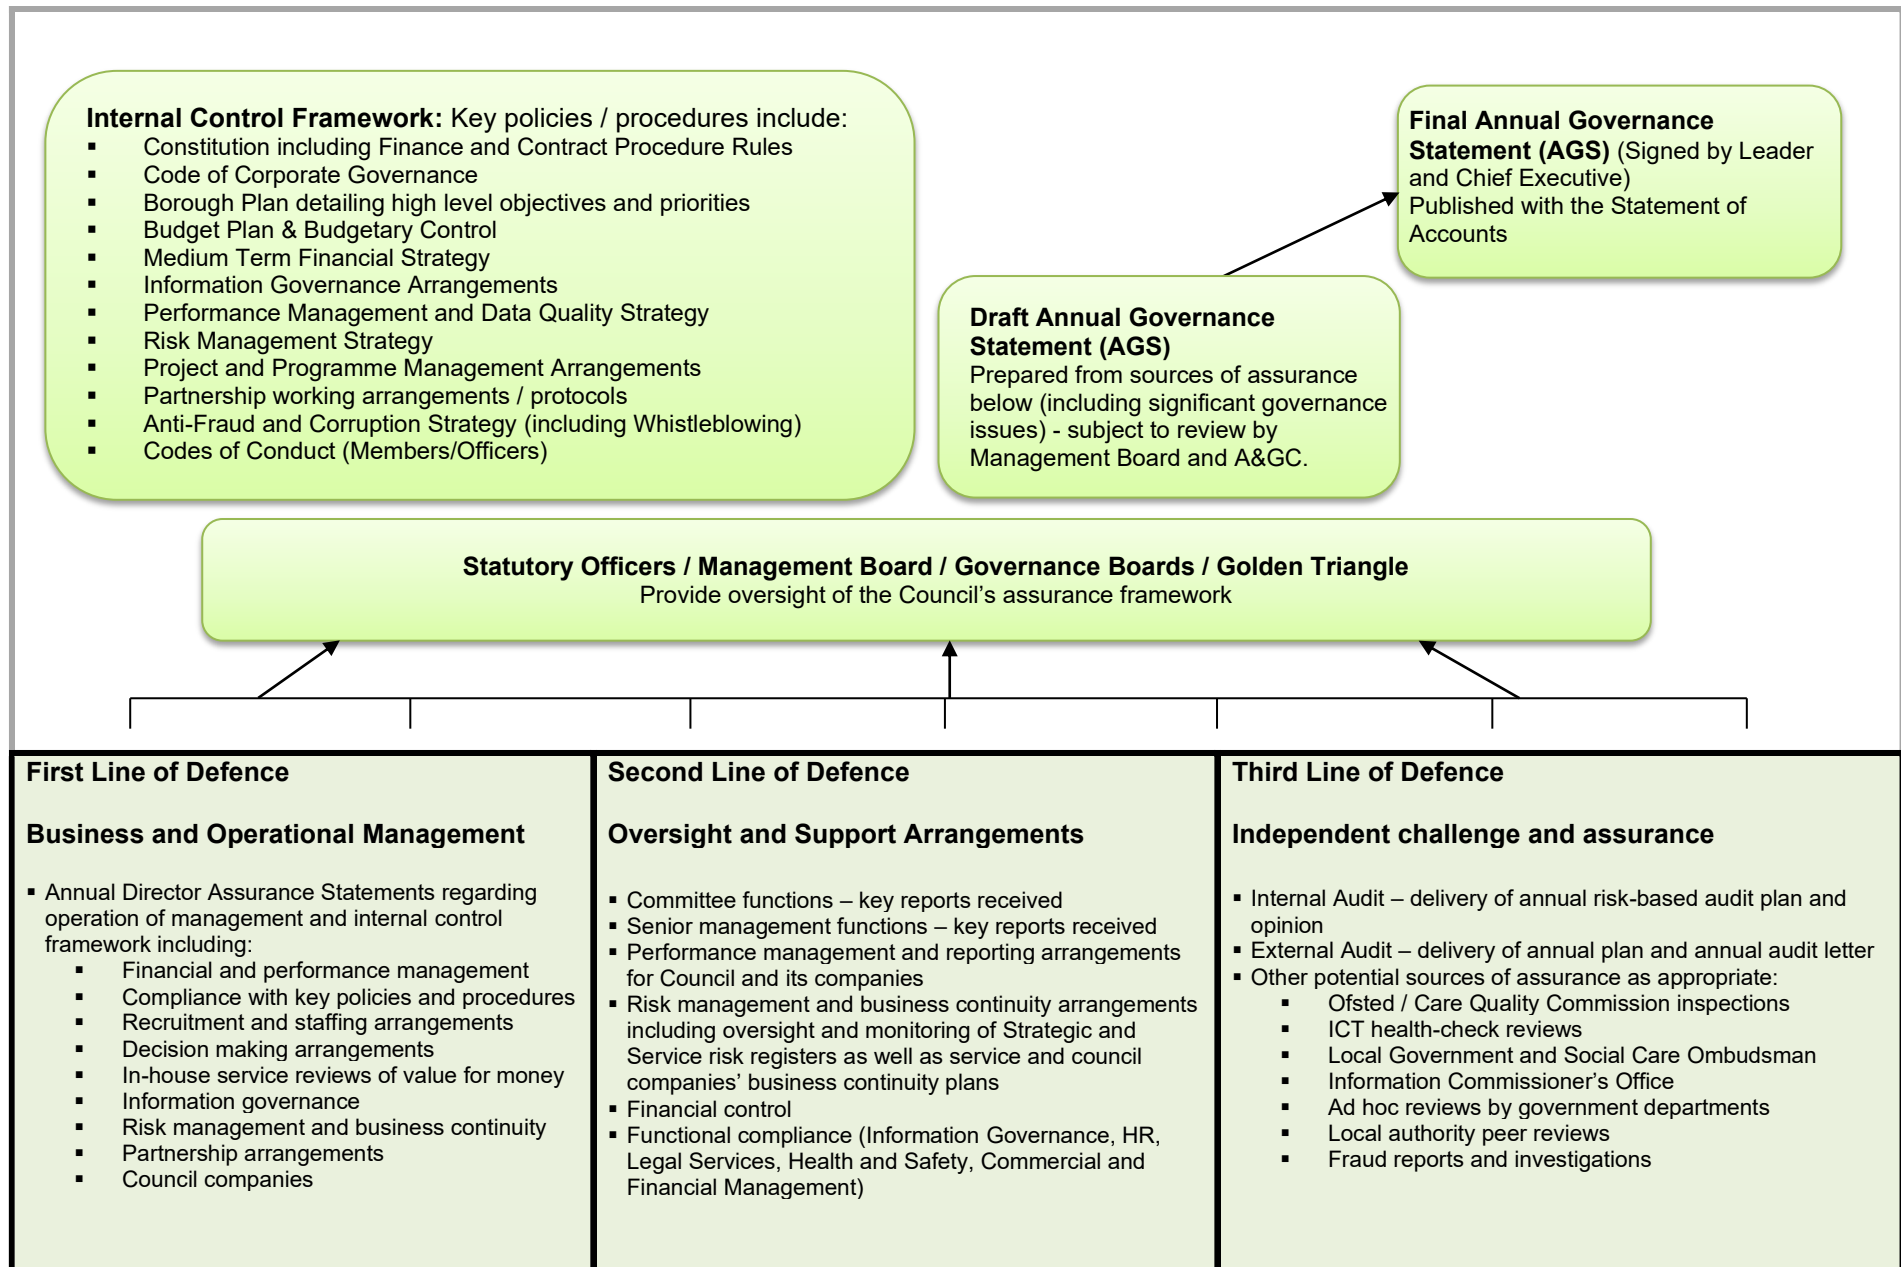 Internal Control Framework: Key policies / procedures include:
▪ Constitution including Finance and Contract Procedure Rules
▪ Code of Corporate Governance
▪ Borough Plan detailing high level objectives and priorities
▪ Budget Plan & Budgetary Control
▪ Medium Term Financial Strategy
▪ Information Governance Arrangements
▪ Performance Management and Data Quality Strategy
▪ Risk Management Strategy
▪ Project and Programme Management Arrangements
▪ Partnership working arrangements / protocols
▪ Anti-Fraud and Corruption Strategy (including Whistleblowing)
▪ Codes of Conduct (Members/Officers)
Final Annual Governance
Statement (AGS) (Signed by Leader
and Chief Executive)
Published with the Statement of
Accounts
Draft Annual Governance
Statement (AGS)
Prepared from sources of assurance
below (including significant governance
issues) - subject to review by
Management Board and A&GC.
Statutory Officers / Management Board / Governance Boards / Golden Triangle
Provide oversight of the Council’s assurance framework
First Line of Defence
Business and Operational Management
▪ Annual Director Assurance Statements regarding
operation of management and internal control
framework including:
▪ Financial and performance management
▪ Compliance with key policies and procedures
▪ Recruitment and staffing arrangements
▪ Decision making arrangements
▪ In-house service reviews of value for money
▪ Information governance
▪ Risk management and business continuity
▪ Partnership arrangements
▪ Council companies
Second Line of Defence
Oversight and Support Arrangements
▪ Committee functions – key reports received
▪ Senior management functions – key reports received
▪ Performance management and reporting arrangements
for Council and its companies
▪ Risk management and business continuity arrangements
including oversight and monitoring of Strategic and
Service risk registers as well as service and council
companies’ business continuity plans
▪ Financial control
▪ Functional compliance (Information Governance, HR,
Legal Services, Health and Safety, Commercial and
Financial Management)
Third Line of Defence
Independent challenge and assurance
▪ Internal Audit – delivery of annual risk-based audit plan and
opinion
▪ External Audit – delivery of annual plan and annual audit letter
▪ Other potential sources of assurance as appropriate:
▪ Ofsted / Care Quality Commission inspections
▪ ICT health-check reviews
▪ Local Government and Social Care Ombudsman
▪ Information Commissioner’s Office
▪ Ad hoc reviews by government departments
▪ Local authority peer reviews
▪ Fraud reports and investigations